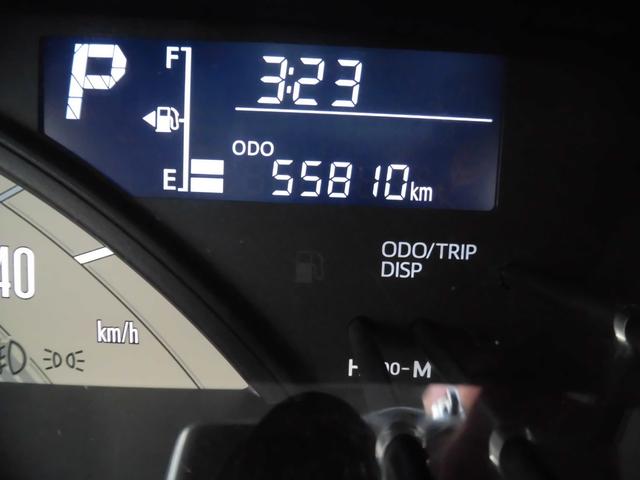 P
F
3:23
ODO
E
55810km
ODO/TRIP
DISP
40
km/h